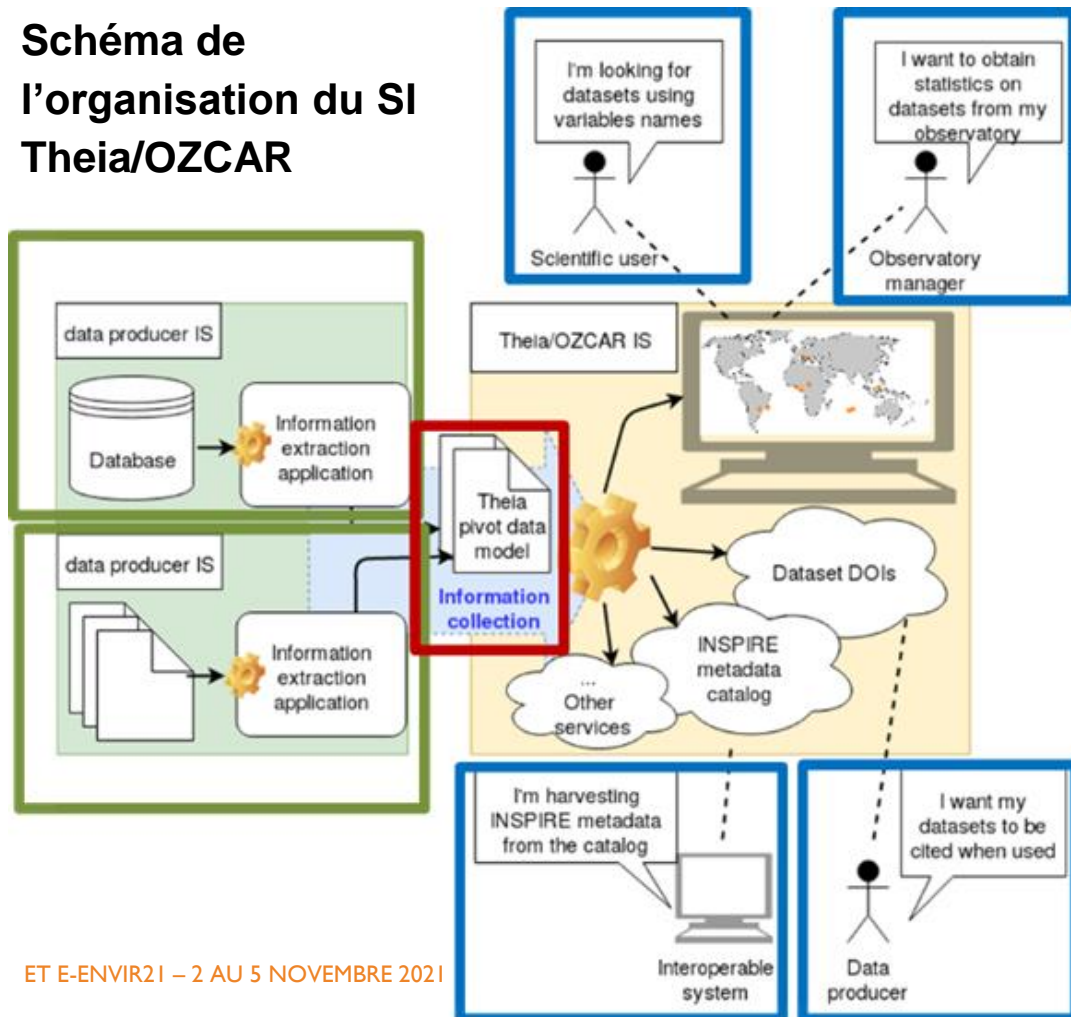 Schéma de
l'organisation du SI
Theia/OZCAR
I'm looking for
datasets using
variables names
Scientific user
I want to obtain
statistics on
datasets from my
observatory
Observatory
manager
data producer IS
Database
Information
extraction
application
data producer IS
Information
extraction
application
Theia
pivot data
model
Information
collection
Theia/OZCAR IS
Dataset DOIs
INSPIRE
metadata
catalog
...
Other
services
I'm harvesting
INSPIRE metadata
from the catalog
Interoperable
system
I want my
datasets to be
cited when used
Data
producer
ET E-ENVIR21 – 2 AU 5 NOVEMBRE 2021